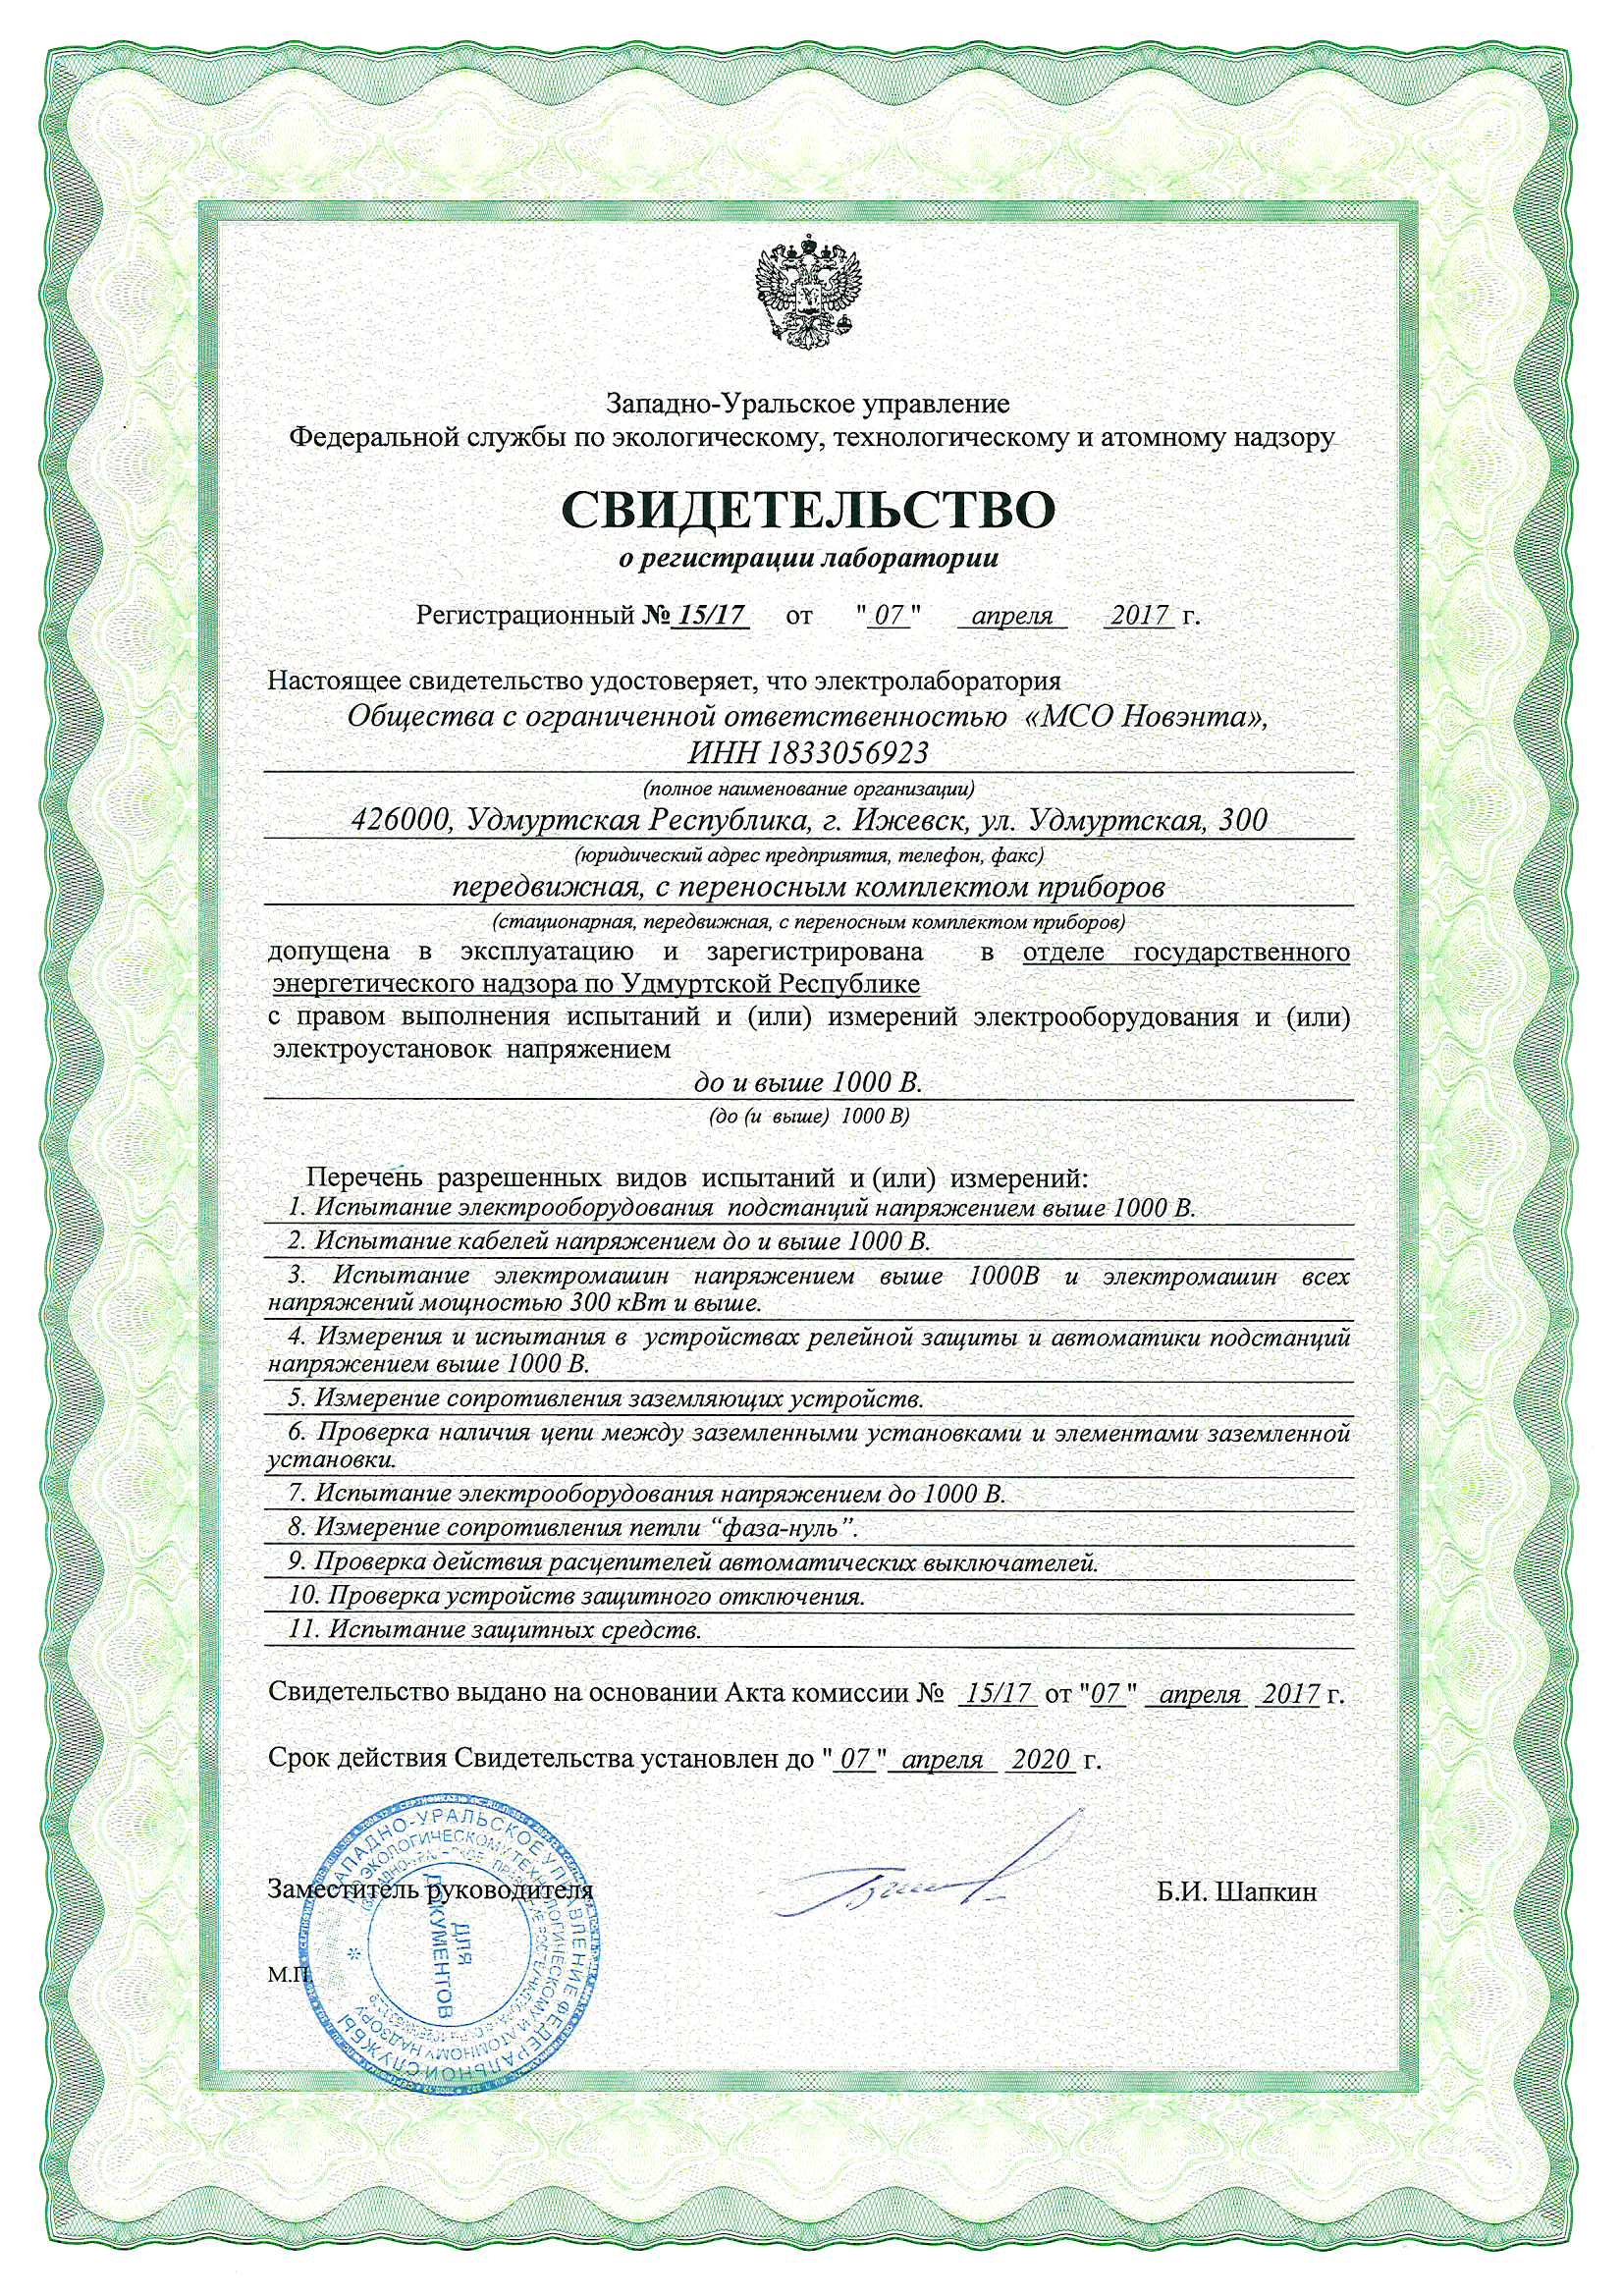 Западно-Уральское управление
Федеральной службы по экологическому, технологическому и атомному надзору
СВИДЕТЕЛЬСТВО
о регистрации лаборатории
Регистрационный № 15/17 от "07" апреля 2017 г.
Настоящее свидетельство удостоверяет, что электролаборатория
Общества с ограниченной ответственностью «МСО Новэнта»,
ИНН 1833056923
(полное наименование организации)
426000, Удмуртская Республика, г. Ижевск, ул. Удмуртская, 300
(юридический адрес предприятия, телефон, факс)
передвижная, с переносным комплектом приборов
(стационарная, передвижная, с переносным комплектом приборов)
допущена в эксплуатацию и зарегистрирована в отделе государственного
энергетического надзора по Удмуртской Республике
с правом выполнения испытаний и (или) измерений электрооборудования и (или)
электроустановок напряжением
до и выше 1000 В.
(до (и выше) 1000 В)
Перечень разрешенных видов испытаний и (или) измерений:
1. Испытание электрооборудования подстанций напряжением выше 1000 В.
2. Испытание кабелей напряжением до и выше 1000 В.
3. Испытание электромашин напряжением выше 1000В и электромашин всех
напряжений мощностью 300 кВт и выше.
4. Измерения и испытания в устройствах релейной защиты и автоматики подстанций
напряжением выше 1000 В.
5. Измерение сопротивления заземляющих устройств.
6. Проверка наличия цепи между заземленными установками и элементами заземленной
установки.
7. Испытание электрооборудования напряжением до 1000 В.
8. Измерение сопротивления петли “фаза-нуль”.
9. Проверка действия расцепителей автоматических выключателей.
10. Проверка устройств защитного отключения.
11. Испытание защитных средств.
Свидетельство выдано на основании Акта комиссии № 15/17 от "07" апреля 2017 г.
Срок действия Свидетельства установлен до "07" апреля 2020 г.
Заместитель руководителя Б.И. Шапкин
М.П.
ЗАПАДНО-УРАЛЬСКОЕ УПРАВЛЕНИЕ ФЕДЕРАЛЬНОЙ СЛУЖБЫ
ПО ЭКОЛОГИЧЕСКОМУ, ТЕХНОЛОГИЧЕСКОМУ И АТОМНОМУ НАДЗОРУ
ДЛЯ
ДОКУМЕНТОВ